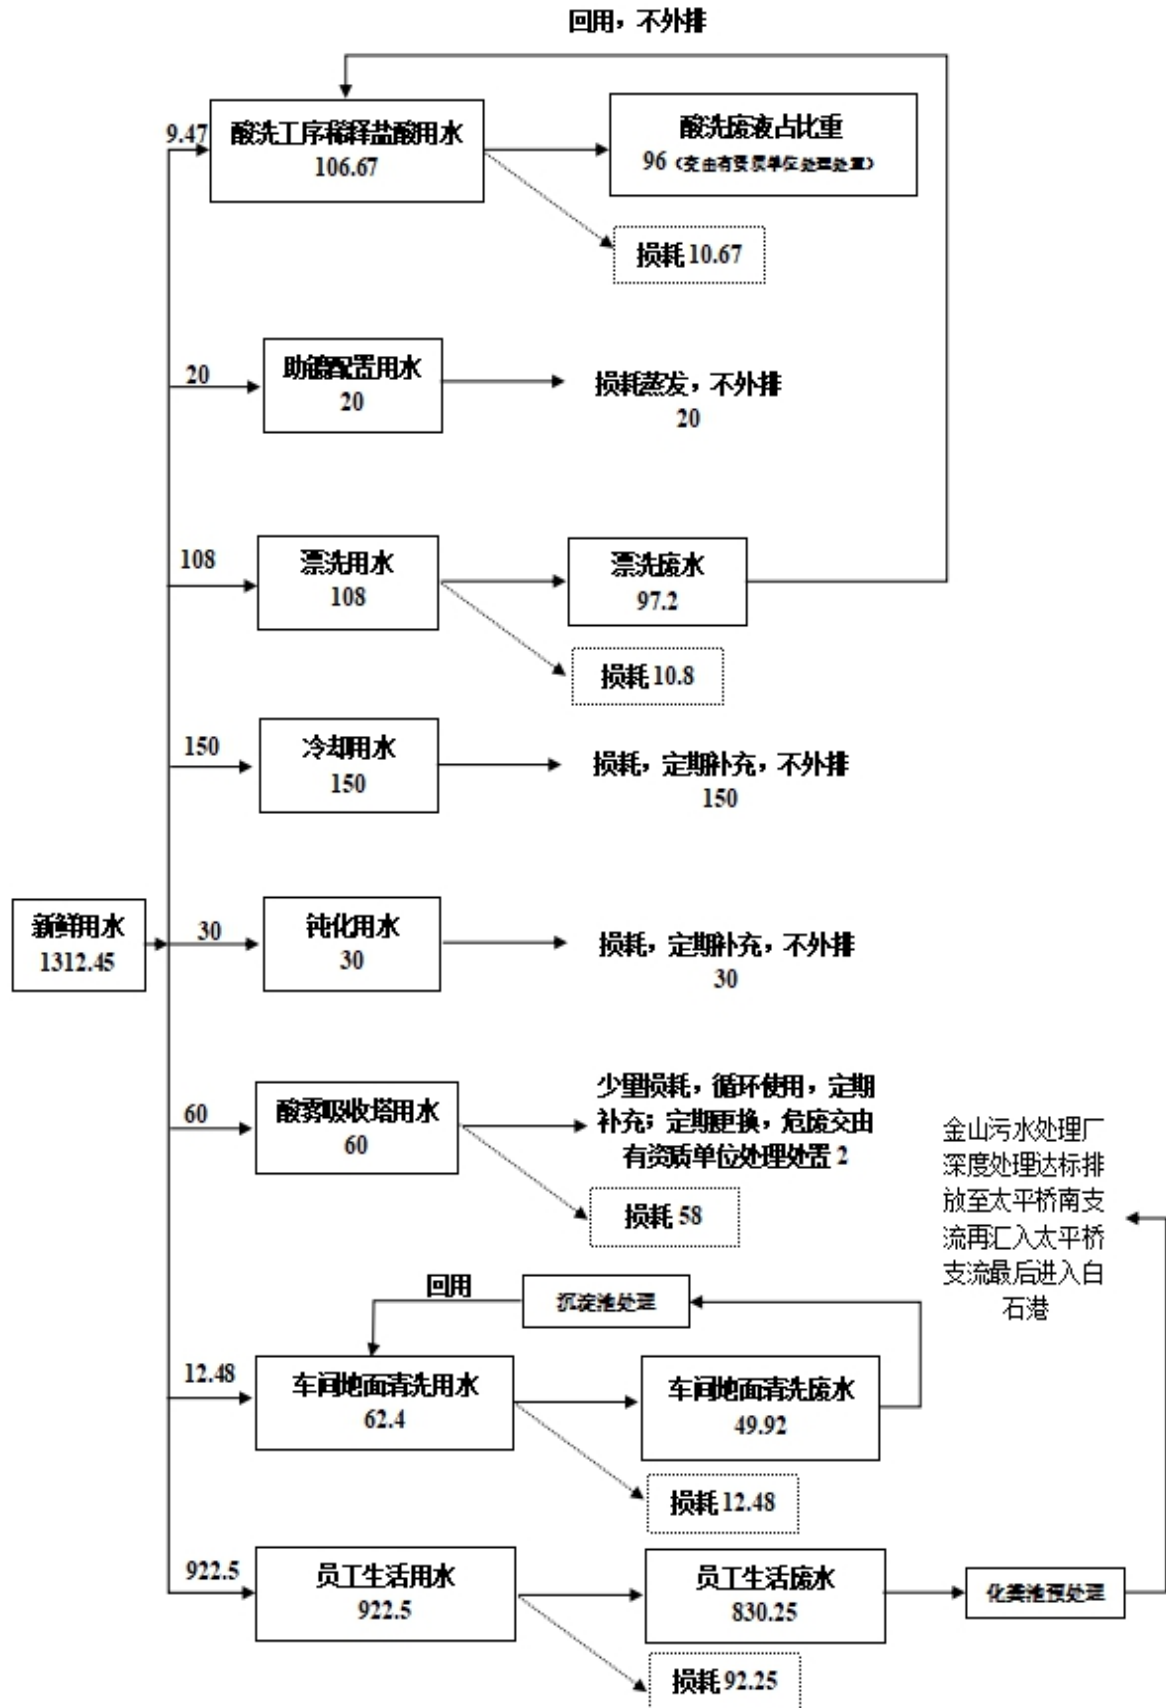 回用，不外排
9.47
酸洗工序稀释盐酸用水
106.67
酸洗废液占比重
96（交由有资质单位处理处置）
损耗 10.67
20
助镀配置用水
20
损耗蒸发，不外排
20
108
漂洗用水
108
漂洗废水
97.2
损耗 10.8
150
冷却用水
150
损耗，定期补充，不外排
150
新鲜用水
1312.45
30
钝化用水
30
损耗，定期补充，不外排
30
60
酸雾吸收塔用水
60
少量损耗，循环使用，定期
补充；定期更换，危废交由
有资质单位处理处置 2
损耗 58
金山污水处理厂
深度处理达标排
放至太平桥南支
流再汇入太平桥
支流最后进入白
石港
回用
沉淀池处理
12.48
车间地面清洗用水
62.4
车间地面清洗废水
49.92
损耗 12.48
922.5
员工生活用水
922.5
员工生活废水
830.25
化粪池预处理
损耗 92.25